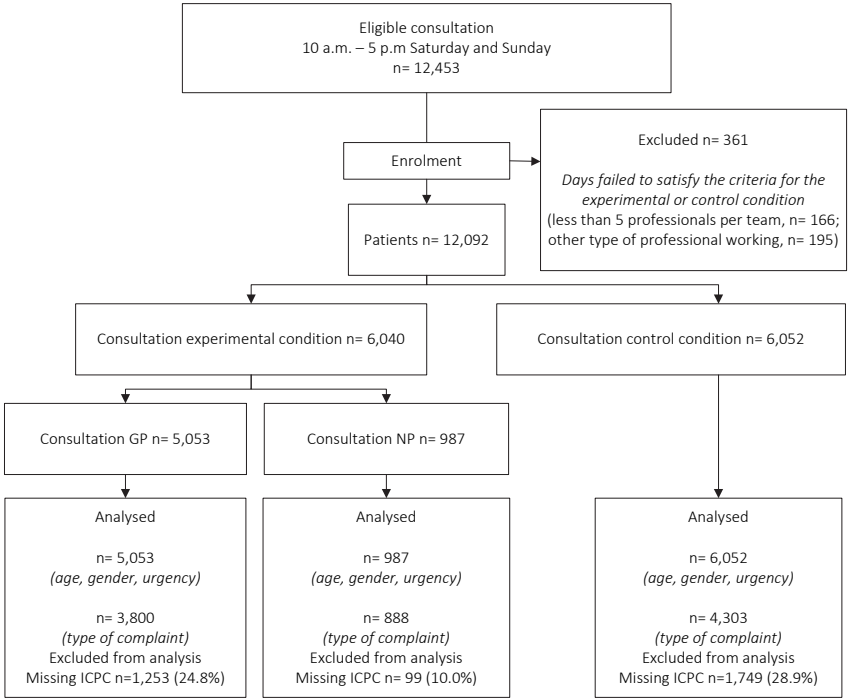 Eligible consultation
10 a.m. – 5 p.m Saturday and Sunday
n= 12,453
Enrolment
Excluded n= 361
Days failed to satisfy the criteria for the
experimental or control condition
(less than 5 professionals per team, n= 166;
other type of professional working, n= 195)
Patients n= 12,092
Consultation experimental condition n= 6,040
Consultation control condition n= 6,052
Consultation GP n= 5,053
Consultation NP n= 987
Analysed
n= 5,053
(age, gender, urgency)
n= 3,800
(type of complaint)
Excluded from analysis
Missing ICPC n=1,253 (24.8%)
Analysed
n= 987
(age, gender, urgency)
n= 888
(type of complaint)
Excluded from analysis
Missing ICPC n= 99 (10.0%)
Analysed
n= 6,052
(age, gender, urgency)
n= 4,303
(type of complaint)
Excluded from analysis
Missing ICPC n=1,749 (28.9%)